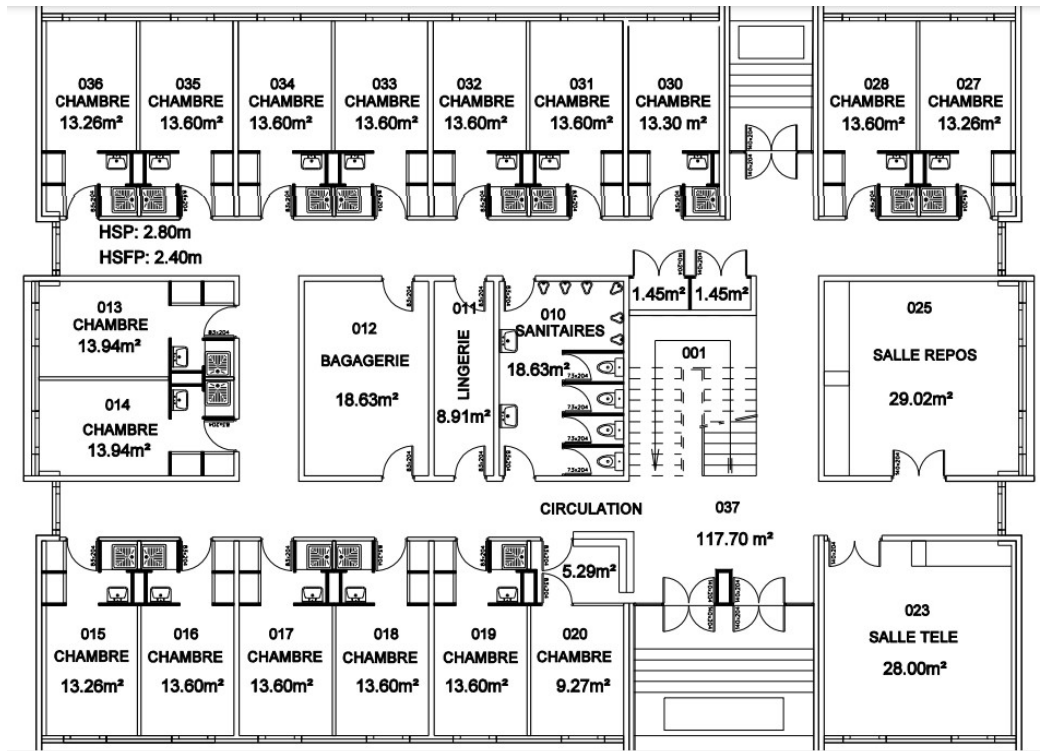 036
CHAMBRE
13.26m²
035
CHAMBRE
13.60m²
034
CHAMBRE
13.60m²
033
CHAMBRE
13.60m²
032
CHAMBRE
13.60m²
031
CHAMBRE
13.60m²
030
CHAMBRE
13.30 m²
028
CHAMBRE
13.60m²
027
CHAMBRE
13.26m²
HSP: 2.80m
HSFP: 2.40m
013
CHAMBRE
13.94m²
014
CHAMBRE
13.94m²
012
BAGAGERIE
18.63m²
011
LINGERIE
8.91m²
010
SANITAIRES
18.63m²
73x204
73x204
73x204
73x204
1.45m²
1.45m²
001
025
SALLE REPOS
29.02m²
CIRCULATION
037
117.70 m²
5.29m²
015
CHAMBRE
13.26m²
016
CHAMBRE
13.60m²
017
CHAMBRE
13.60m²
018
CHAMBRE
13.60m²
019
CHAMBRE
13.60m²
020
CHAMBRE
9.27m²
023
SALLE TELE
28.00m²